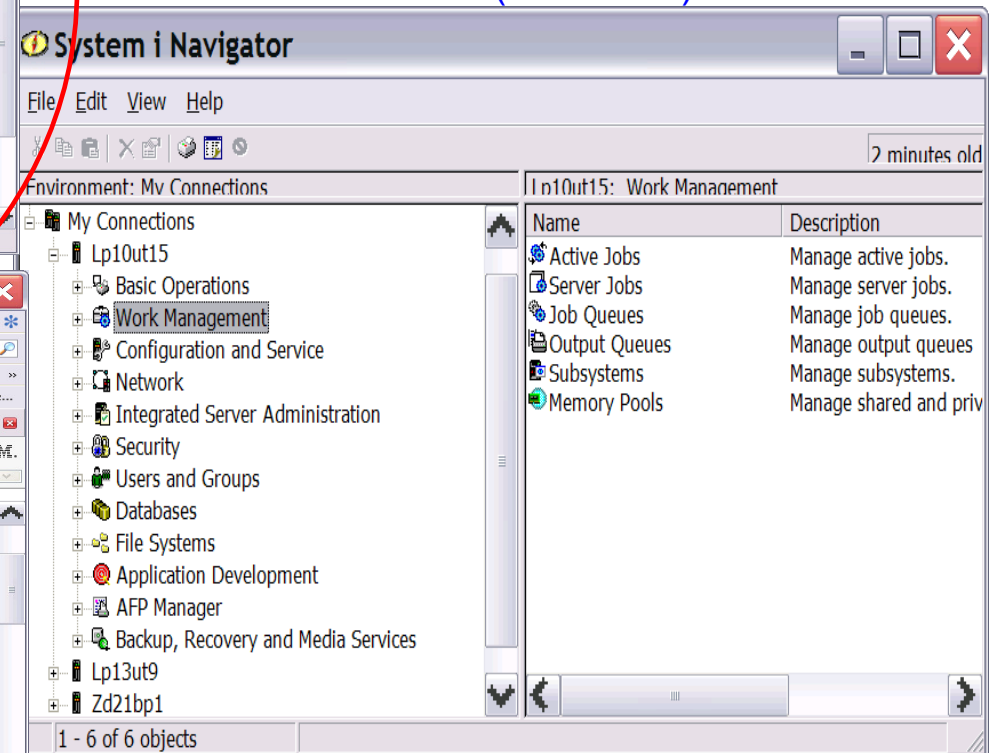 System i Navigator
File Edit View Help
2 minutes old
Environment: My Connections
Lp10ut15: Work Management
My Connections
Lp10ut15
Basic Operations
Work Management
Configuration and Service
Network
Integrated Server Administration
Security
Users and Groups
Databases
File Systems
Application Development
AFP Manager
Backup, Recovery and Media Services
Lp13ut9
Zd21bp1
Name Description
Active Jobs Manage active jobs.
Server Jobs Manage server jobs.
Job Queues Manage job queues.
Output Queues Manage output queues
Subsystems Manage subsystems.
Memory Pools Manage shared and priv
1 - 6 of 6 objects